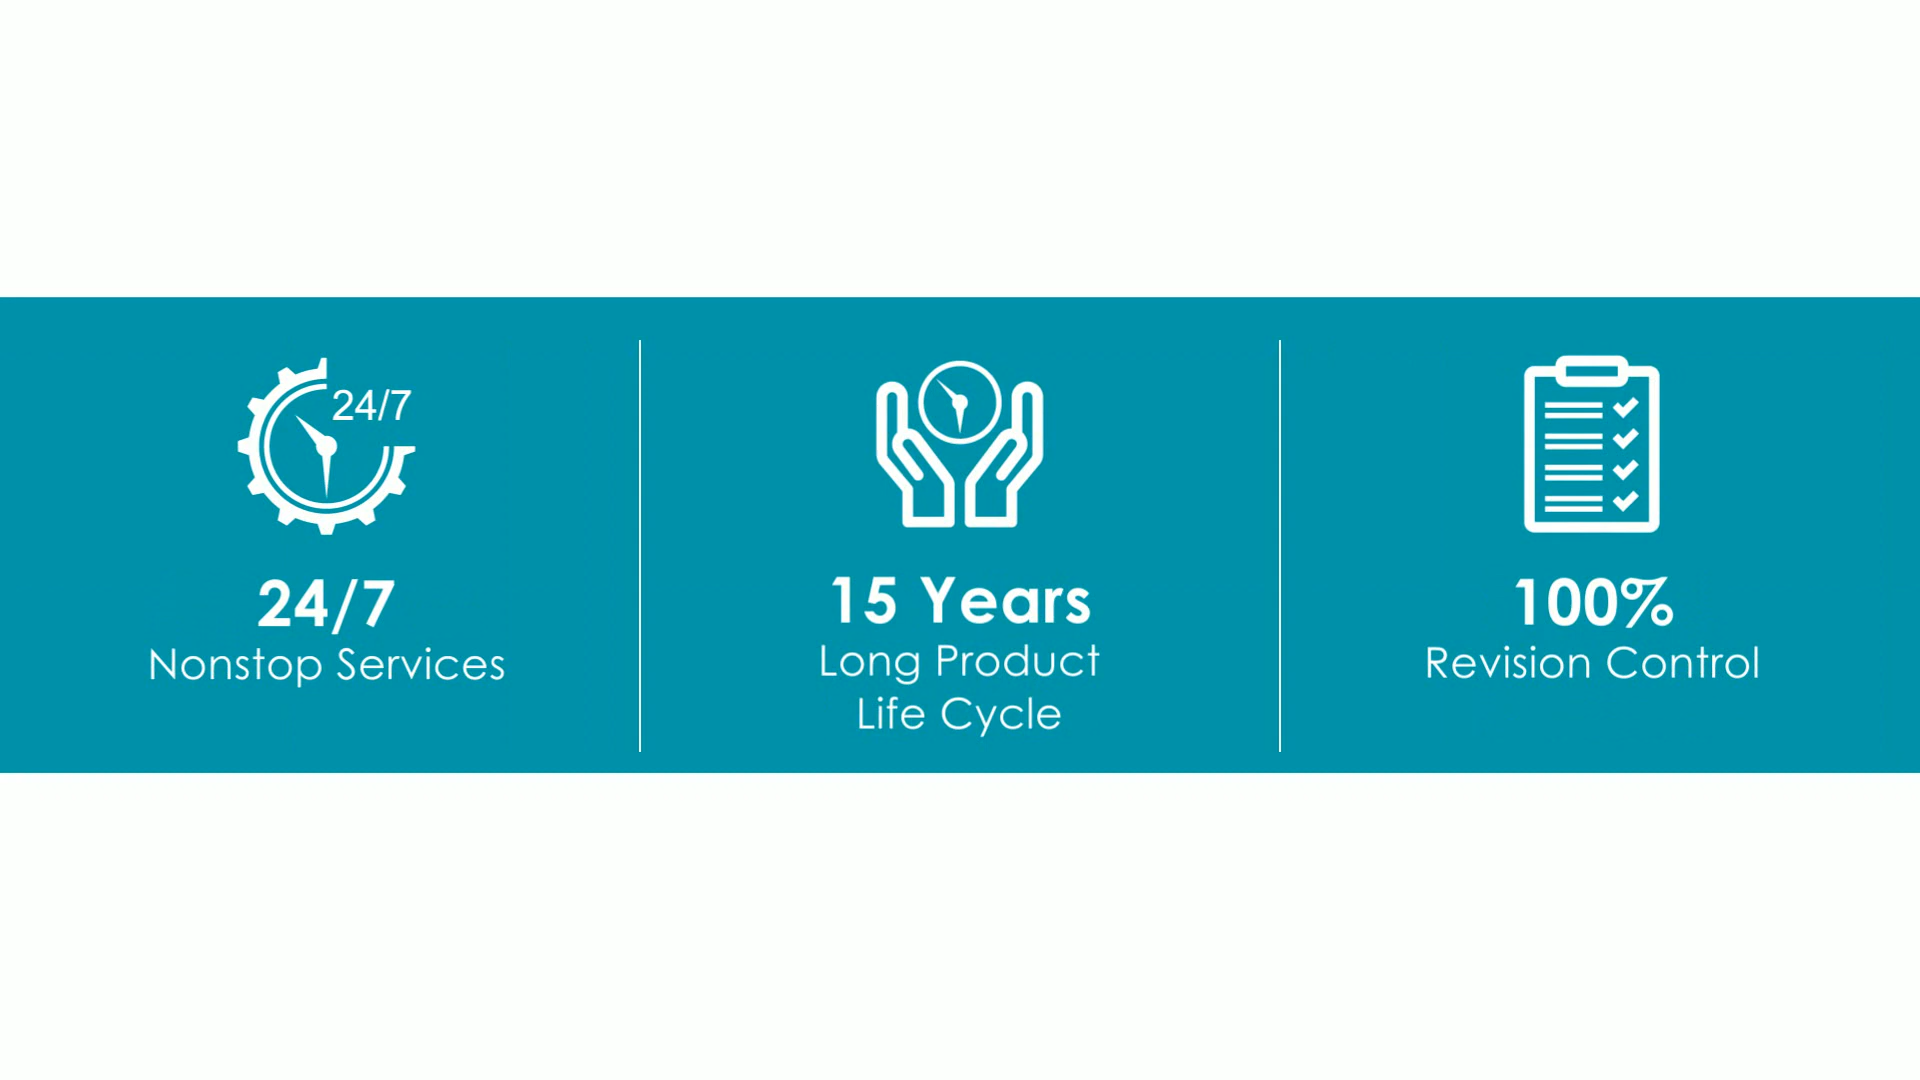 24/7
24/7
Nonstop Services
15 Years
Long Product
Life Cycle
100%
Revision Control